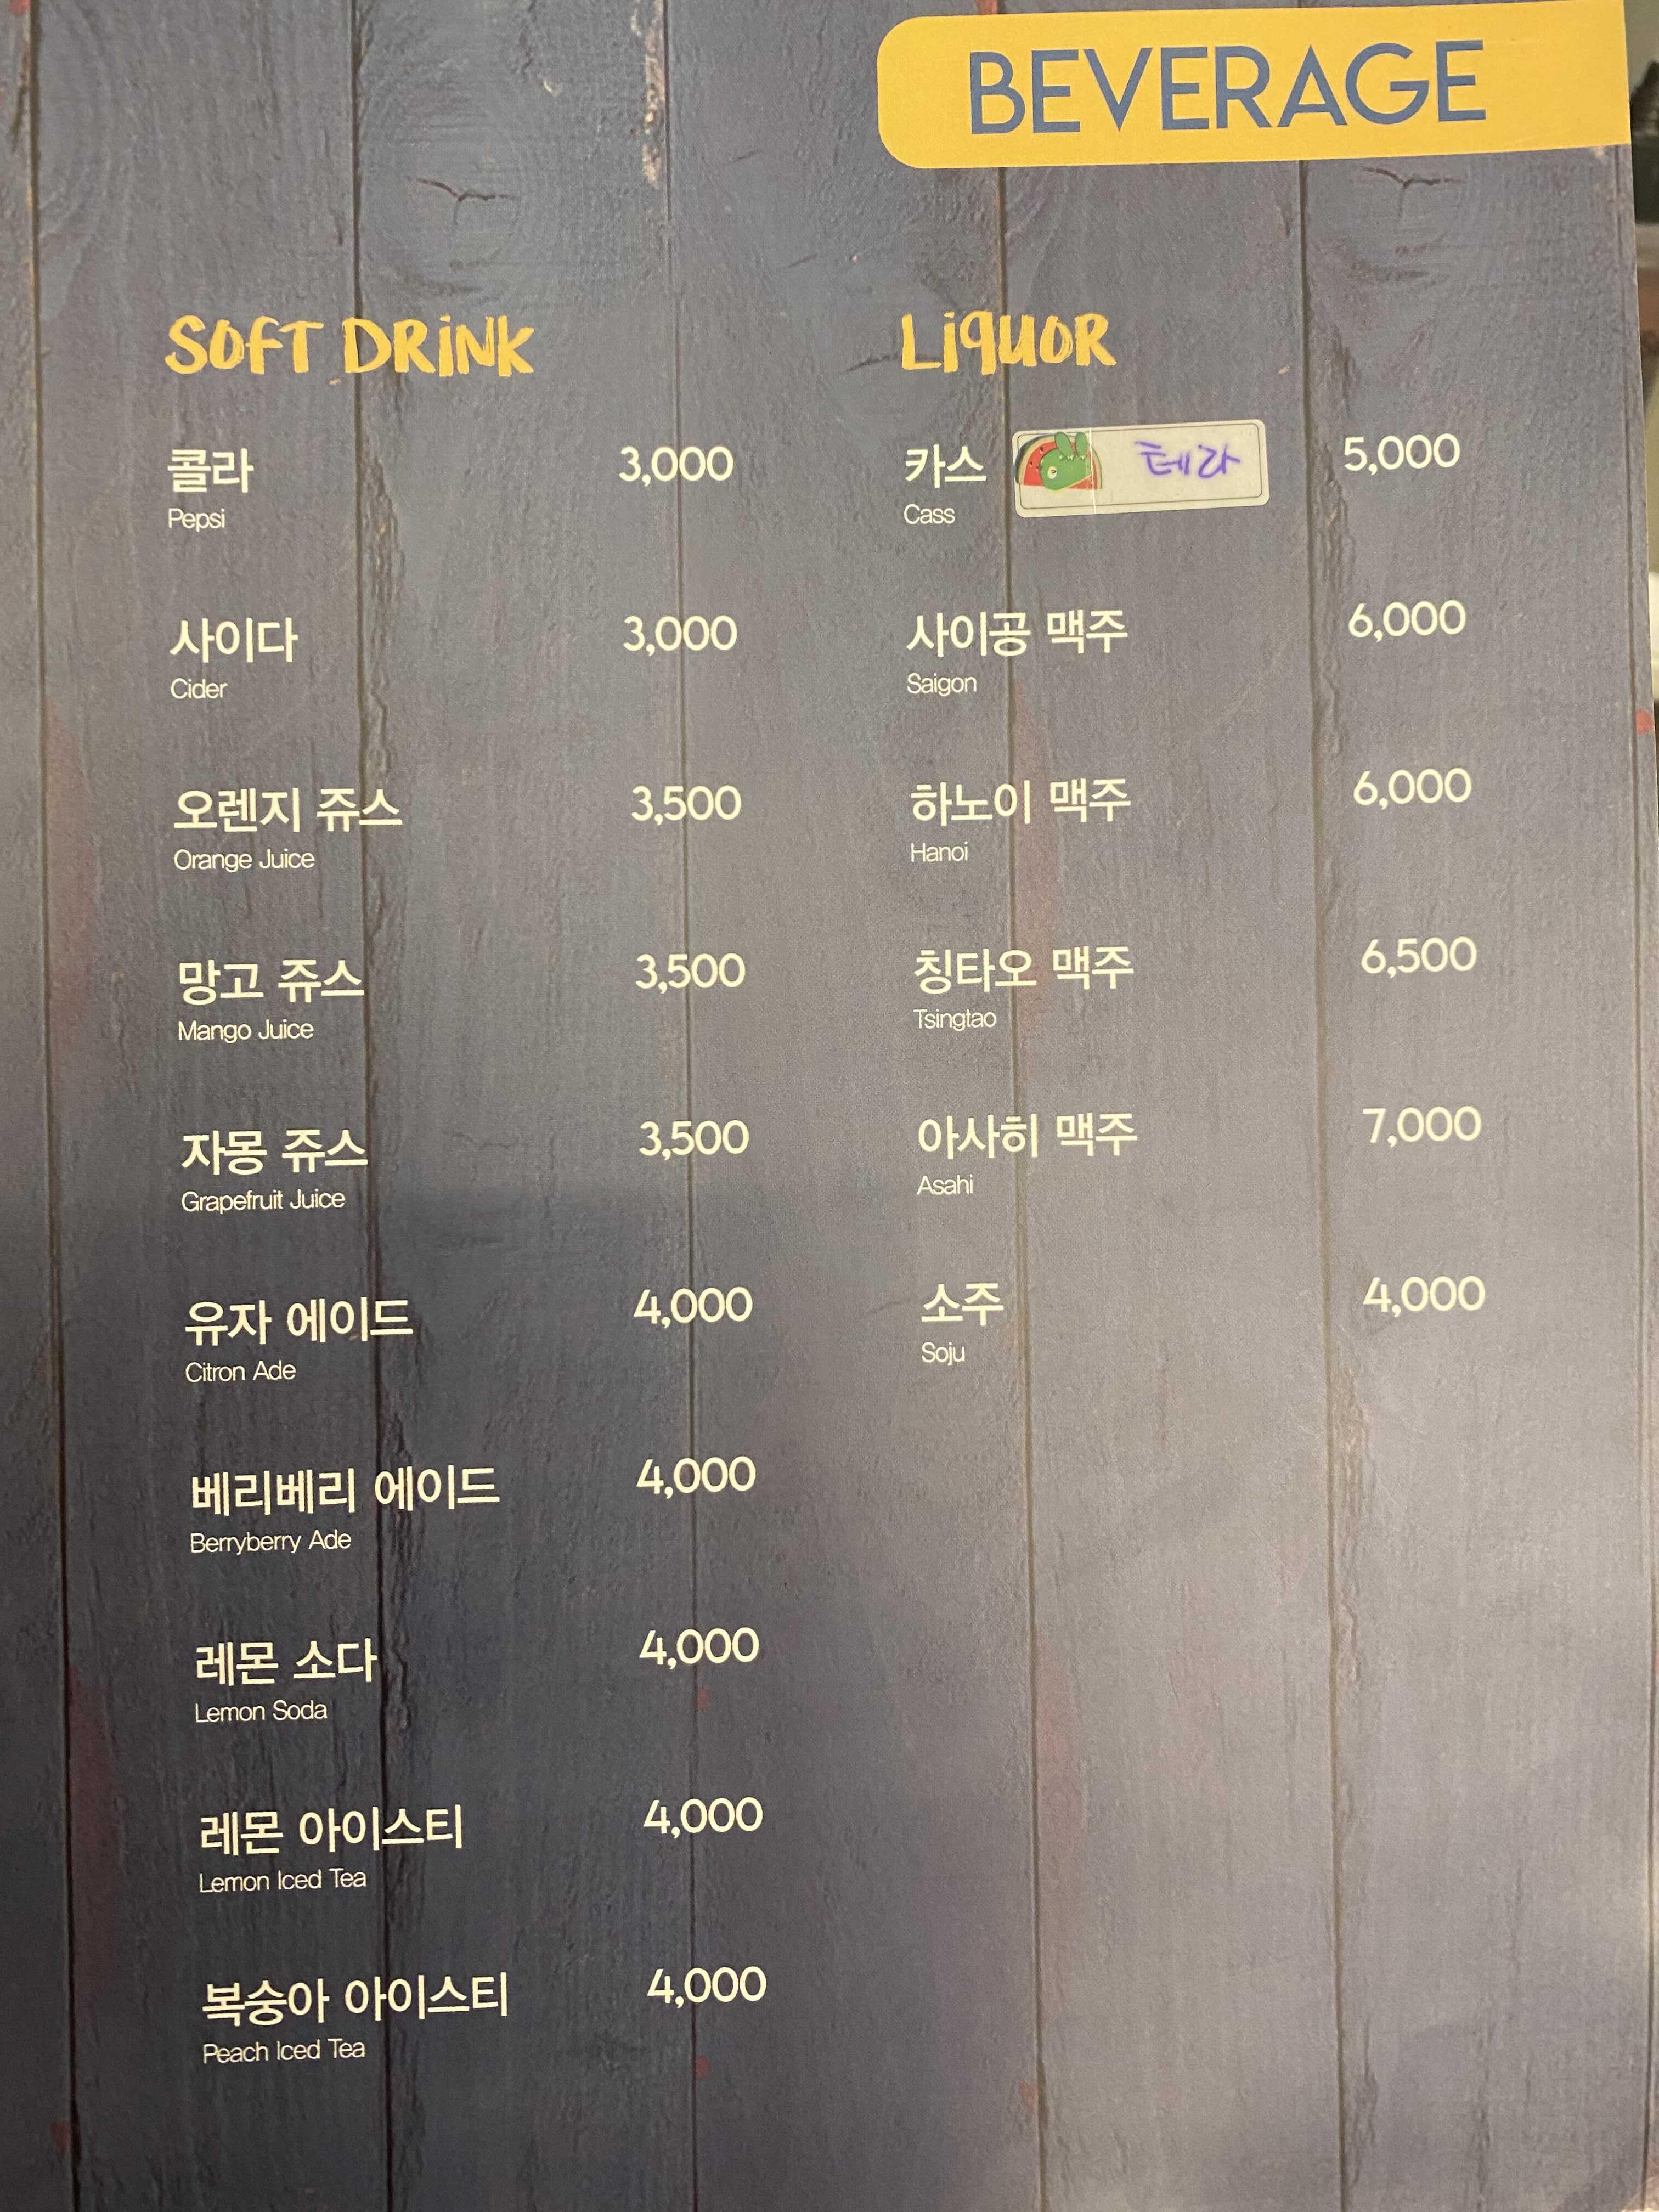 BEVERAGE
SOFT DRINK
콜라 3,000
Pepsi
사이다 3,000
Cider
오렌지 쥬스 3,500
Orange Juice
망고 쥬스 3,500
Mango Juice
자몽 쥬스 3,500
Grapefruit Juice
유자 에이드 4,000
Citron Ade
베리베리 에이드 4,000
Berryberry Ade
레몬 소다 4,000
Lemon Soda
레몬 아이스티 4,000
Lemon Iced Tea
복숭아 아이스티 4,000
Peach Iced Tea
LiQUOR
카스 테라 5,000
Cass
사이공 맥주 6,000
Saigon
하노이 맥주 6,000
Hanoi
칭타오 맥주 6,500
Tsingtao
아사히 맥주 7,000
Asahi
소주 4,000
Soju